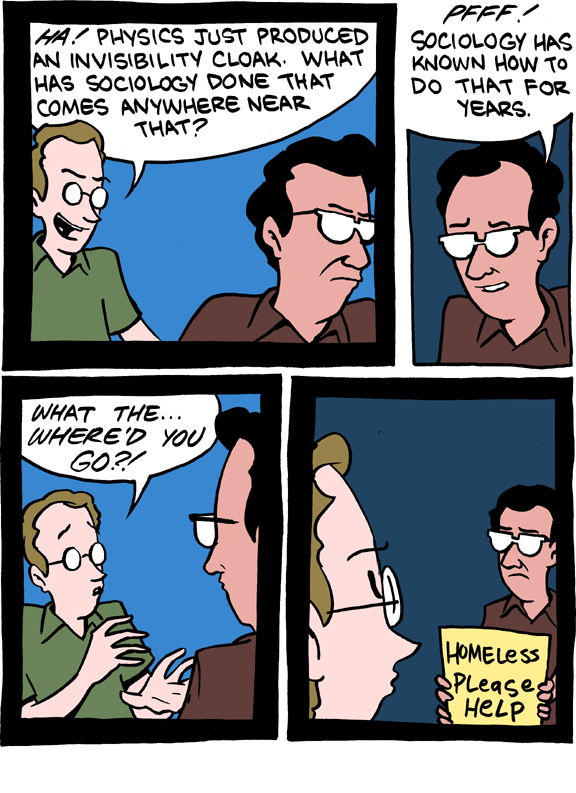 HA! PHYSICS JUST PRODUCED
AN INVISIBILITY CLOAK. WHAT
HAS SOCIOLOGY DONE THAT
COMES ANYWHERE NEAR
THAT?
PFFF!
SOCIOLOGY HAS
KNOWN HOW TO
DO THAT FOR
YEARS.
WHAT THE...
WHERE'D YOU
GO?!
HOMELESS
PLeaSe
HELP